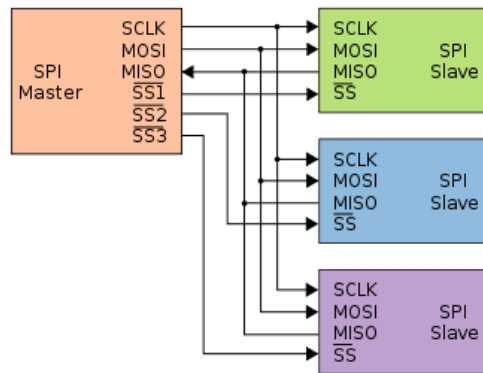 SCLK
MOSI
SPI MISO
Master SS1
SS2
SS3
SCLK
MOSI SPI
MISO Slave
SS
SCLK
MOSI SPI
MISO Slave
SS
SCLK
MOSI SPI
MISO Slave
SS